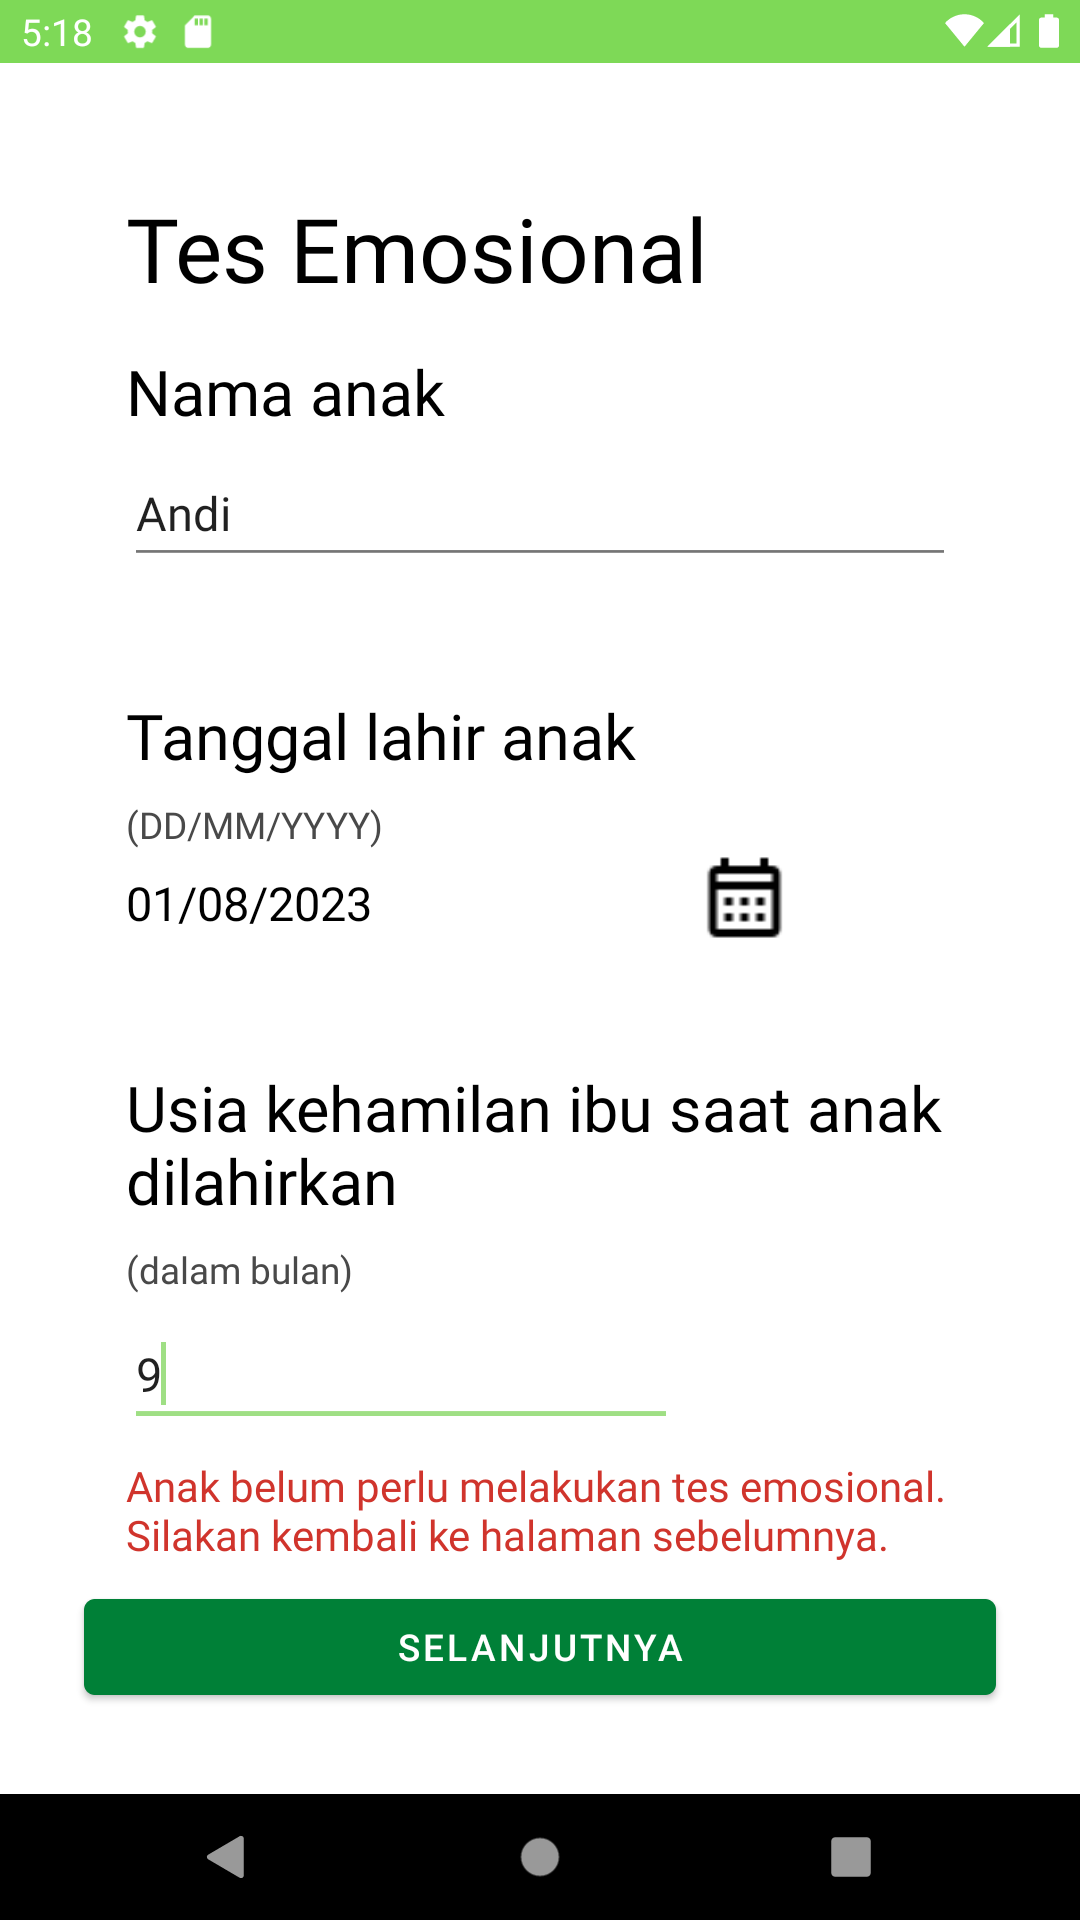 5:18
Tes Emosional
Nama anak
Andi
Tanggal lahir anak
(DD/MM/YYYY)
01/08/2023
Usia kehamilan ibu saat anak
dilahirkan
(dalam bulan)
9
Anak belum perlu melakukan tes emosional.
Silakan kembali ke halaman sebelumnya.
SELANJUTNYA